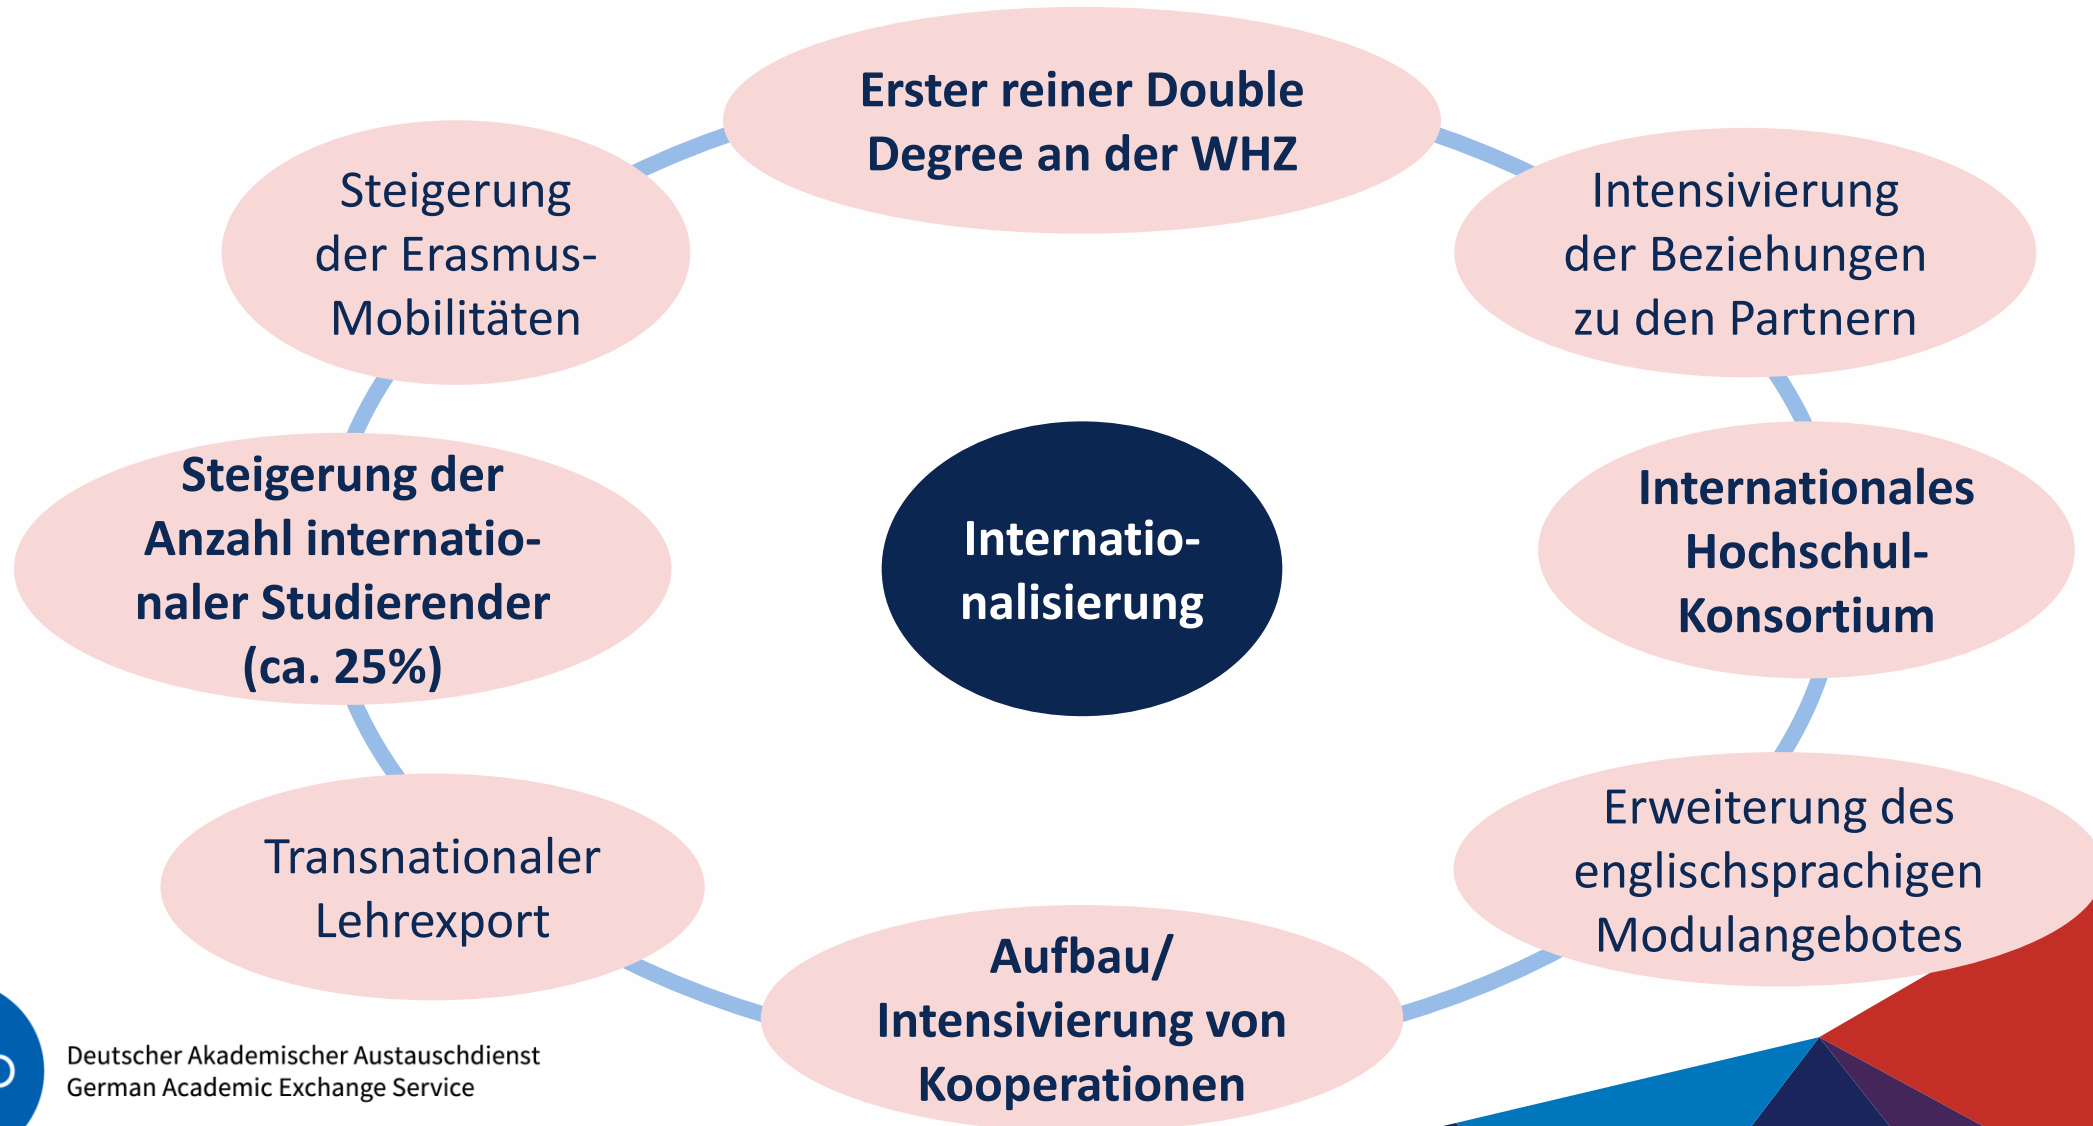 Erster reiner Double
Degree an der WHZ
Intensivierung
der Beziehungen
zu den Partnern
Internationales
Hochschul-
Konsortium
Erweiterung des
englischsprachigen
Modulangebotes
Aufbau/
Intensivierung von
Kooperationen
Transnationaler
Lehrexport
Steigerung der
Anzahl internatio-
naler Studierender
(ca. 25%)
Steigerung
der Erasmus-
Mobilitäten
Internatio-
nalisierung
Deutscher Akademischer Austauschdienst
German Academic Exchange Service